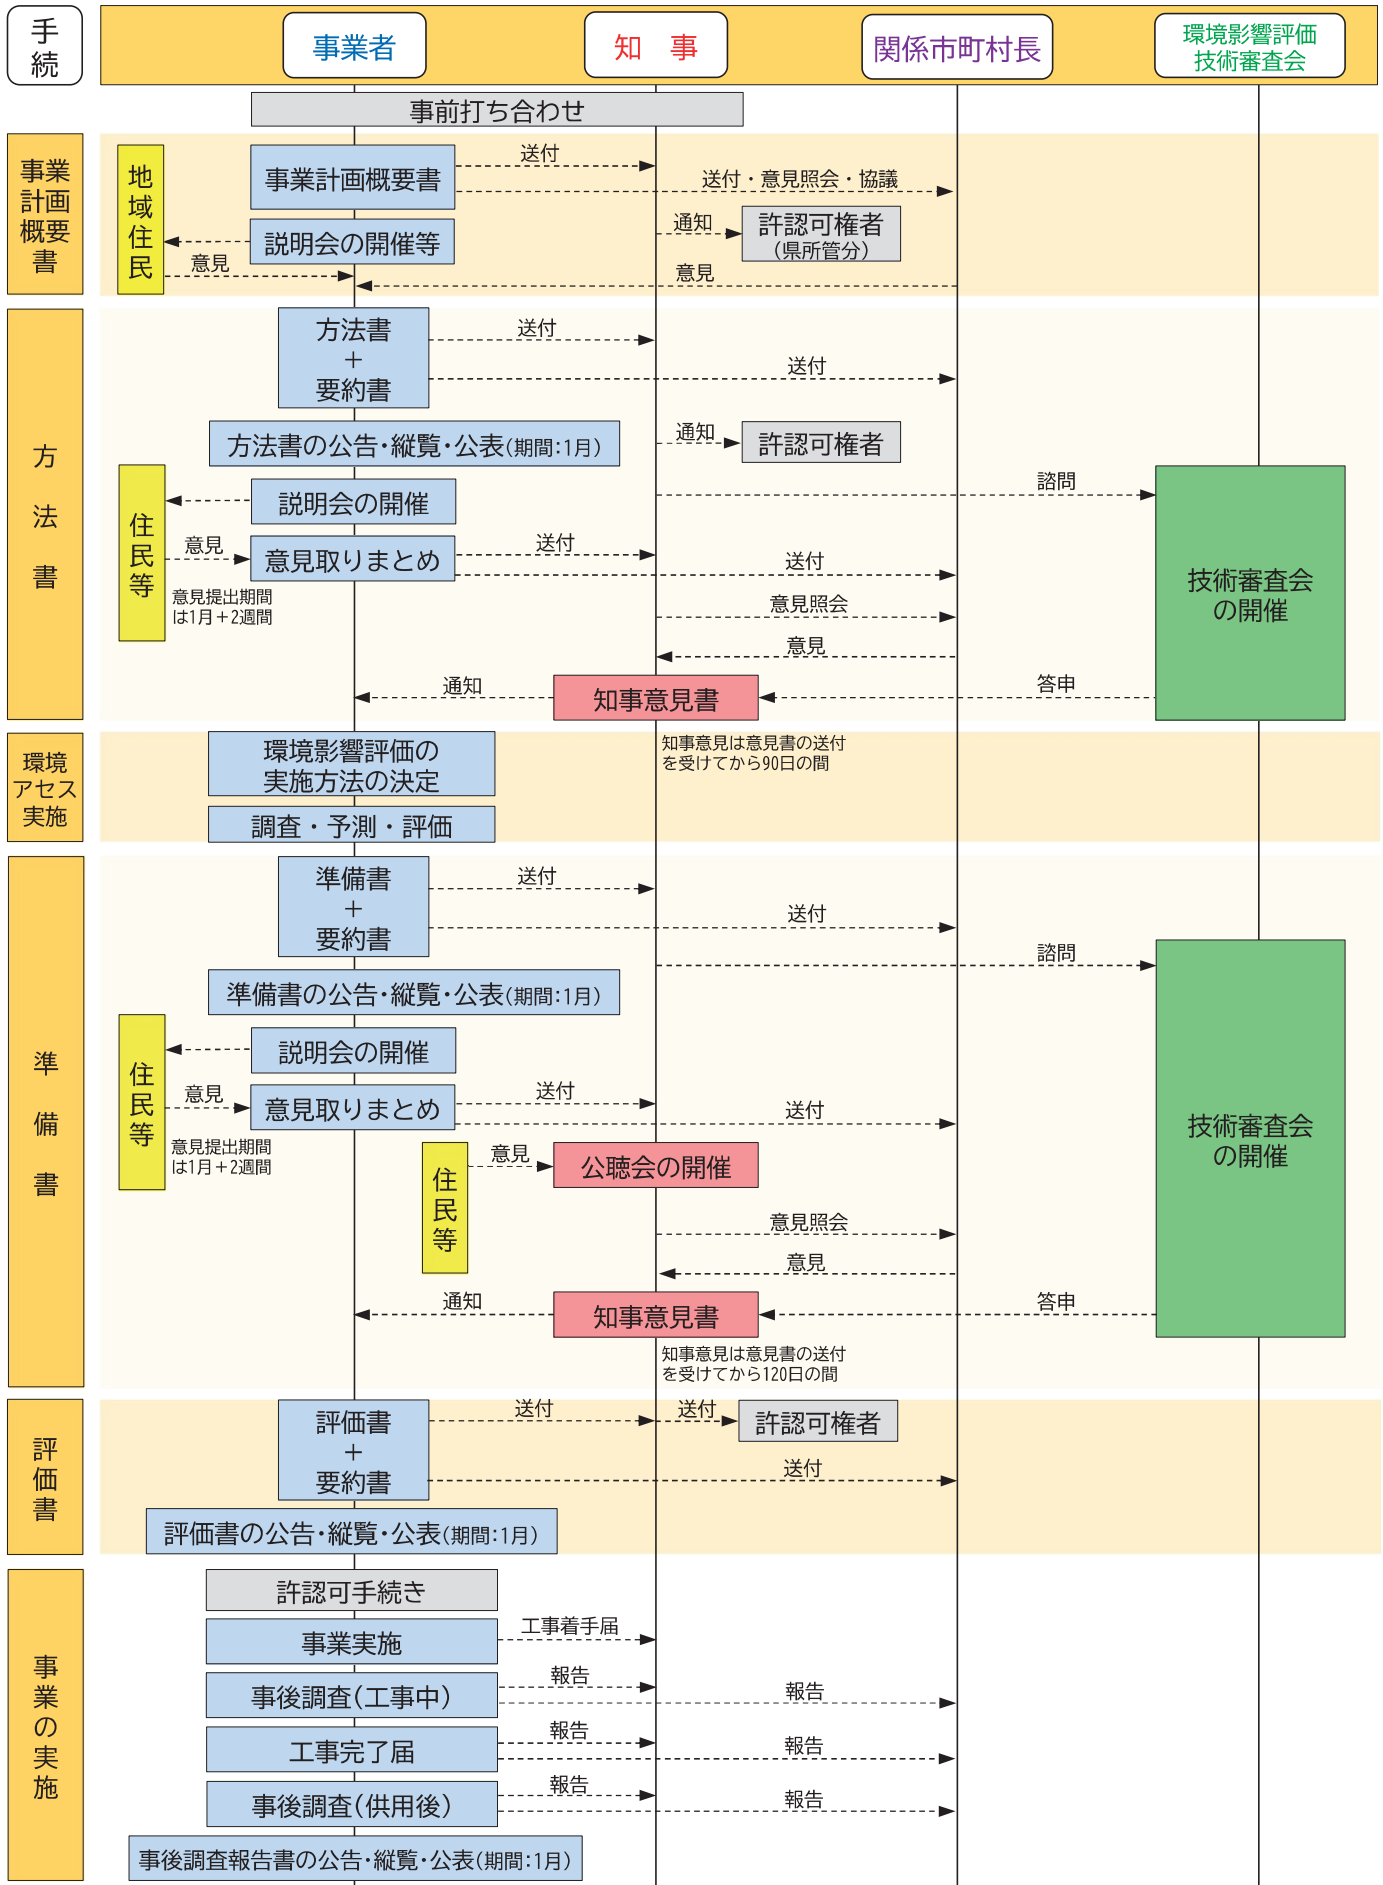 手続
事業者
知　事
関係市町村長
環境影響評価
技術審査会
事前打ち合わせ
事業
計画
概要
書
地域住民
事業計画概要書
送付
送付・意見照会・協議
通知
許認可権者
（県所管分）
説明会の開催等
意見
意見
方法書
方法書
＋
要約書
送付
送付
方法書の公告・縦覧・公表（期間：1月）
通知
許認可権者
諮問
住民等
説明会の開催
意見
意見取りまとめ
送付
送付
意見提出期間
は1月＋2週間
意見照会
意見
技術審査会
の開催
通知
知事意見書
答申
環境
アセス
実施
環境影響評価の
実施方法の決定
知事意見は意見書の送付
を受けてから90日の間
調査・予測・評価
準備書
準備書
＋
要約書
送付
送付
諮問
準備書の公告・縦覧・公表（期間：1月）
住民等
説明会の開催
意見
意見取りまとめ
送付
送付
意見提出期間
は1月＋2週間
住民等
意見
公聴会の開催
技術審査会
の開催
意見照会
意見
通知
知事意見書
答申
知事意見は意見書の送付
を受けてから120日の間
評価書
評価書
＋
要約書
送付
送付
許認可権者
送付
評価書の公告・縦覧・公表（期間：1月）
事業の実施
許認可手続き
事業実施
工事着手届
事後調査（工事中）
報告
報告
工事完了届
報告
報告
事後調査（供用後）
報告
報告
事後調査報告書の公告・縦覧・公表（期間：1月）